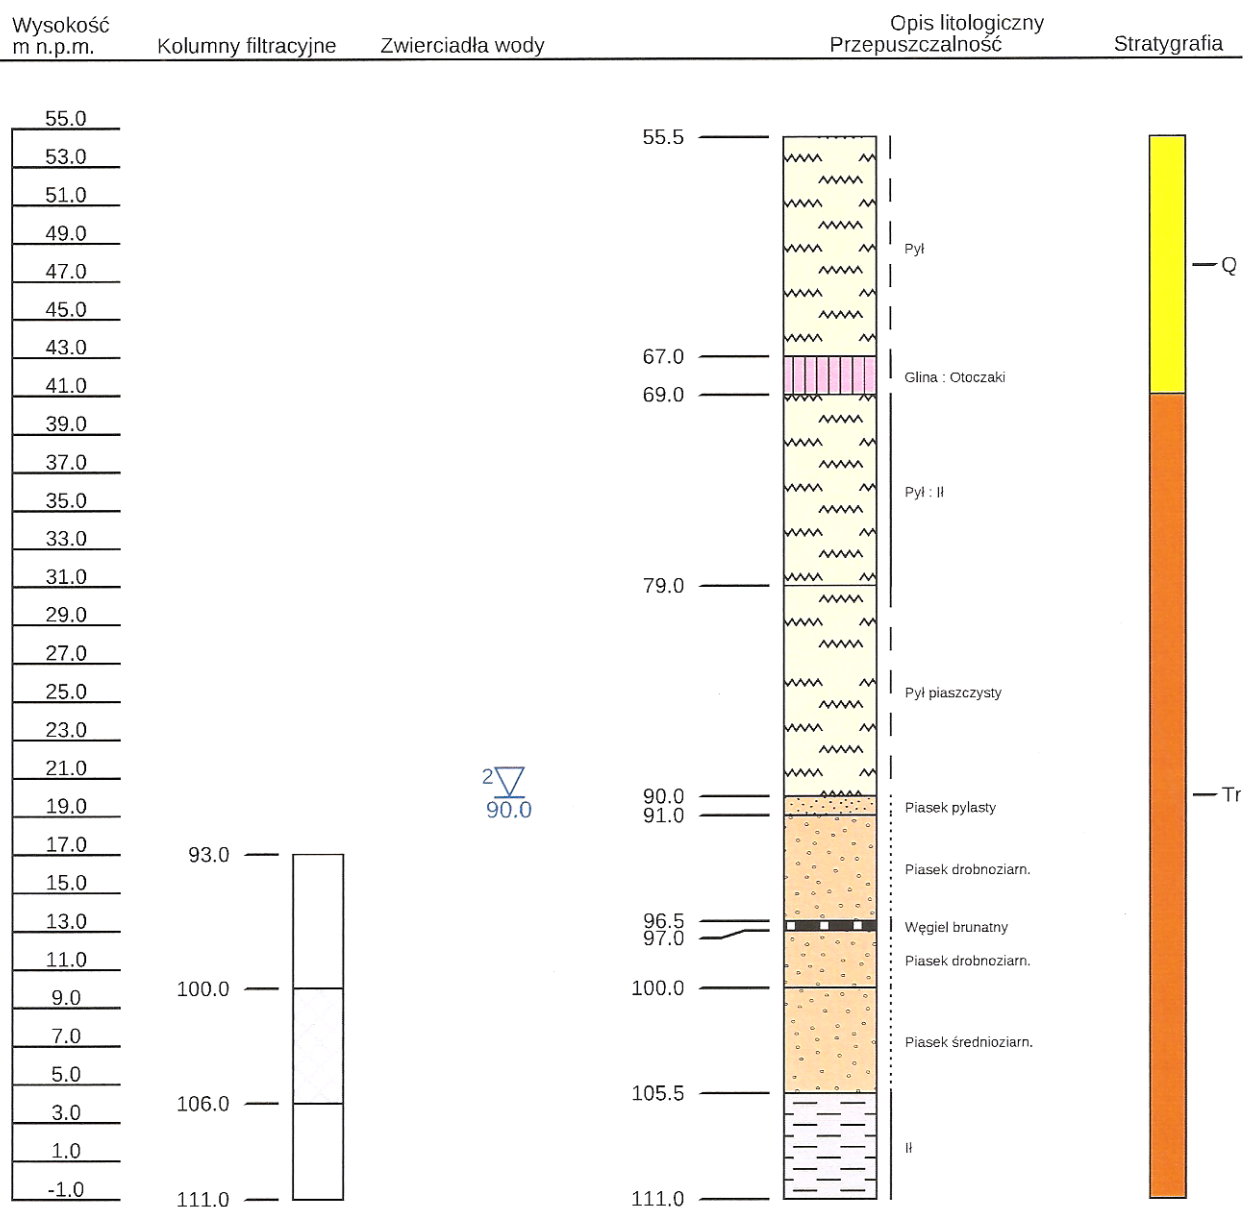 Wysokość
m n.p.m.
Kolumny filtracyjne
Zwierciadła wody
Opis litologiczny
Przepuszczalność
Stratygrafia
55.0
53.0
51.0
49.0
47.0
45.0
43.0
41.0
39.0
37.0
35.0
33.0
31.0
29.0
27.0
25.0
23.0
21.0
19.0
17.0
15.0
13.0
11.0
9.0
7.0
5.0
3.0
1.0
-1.0
93.0
100.0
106.0
111.0
2
90.0
55.5
67.0
69.0
79.0
90.0
91.0
96.5
97.0
100.0
105.5
111.0
Pył
Glina : Otoczaki
Pył : Ił
Pył piaszczysty
Piasek pylasty
Piasek drobnoziarn.
Węgiel brunatny
Piasek drobnoziarn.
Piasek średnioziarn.
Ił
Q
Tr